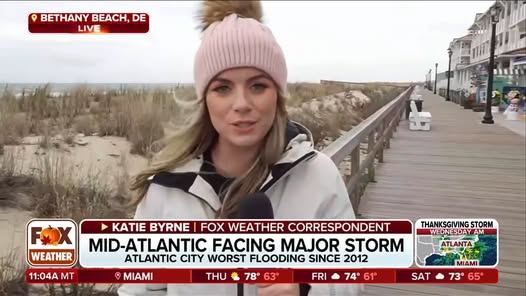 BETHANY BEACH, DE
LIVE
KATIE BYRNE | FOX WEATHER CORRESPONDENT
MID-ATLANTIC FACING MAJOR STORM
ATLANTIC CITY WORST FLOODING SINCE 2012
FOX
WEATHER
THANKSGIVING STORM
WEDNESDAY AM
ATLANTA
MIAMI
11:04AM MT
MIAMI
THU 78° 63°
FRI 74° 61°
SAT 73° 65°